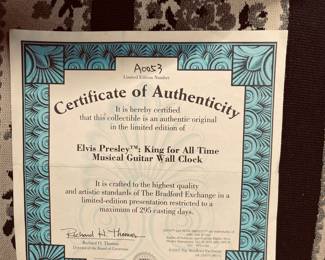 A0053
Limited Edition Number
Certificate of Authenticity
It is hereby certified
that this collectible is an authentic original
in the limited edition of
Elvis Presley™: King for All Time
Musical Guitar Wall Clock
It is crafted to the highest quality
and artistic standards of The Bradford Exchange in a
limited-edition presentation restricted to a
maximum of 295 casting days.
Richard H. Thomas
Richard H. Thomas